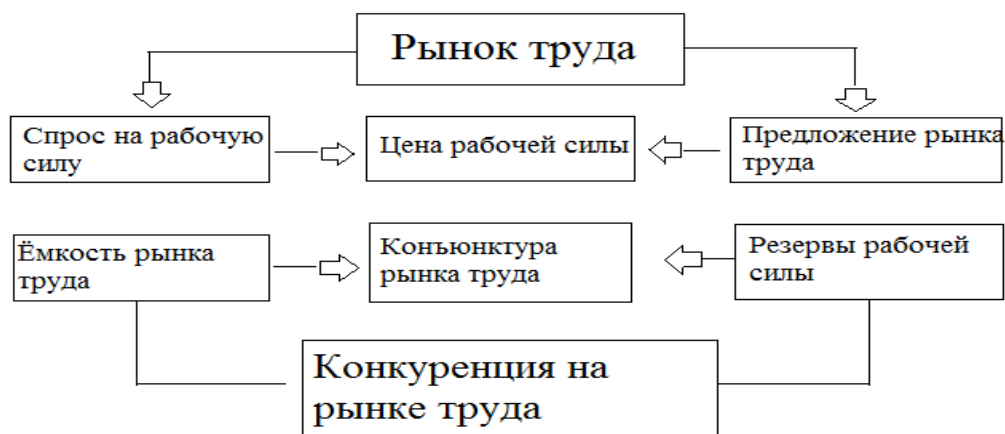 Рынок труда
Спрос на рабочую
силу
Цена рабочей силы
Предложение рынка
труда
Ёмкость рынка
труда
Конъюнктура
рынка труда
Резервы рабочей
силы
Конкуренция на
рынке труда